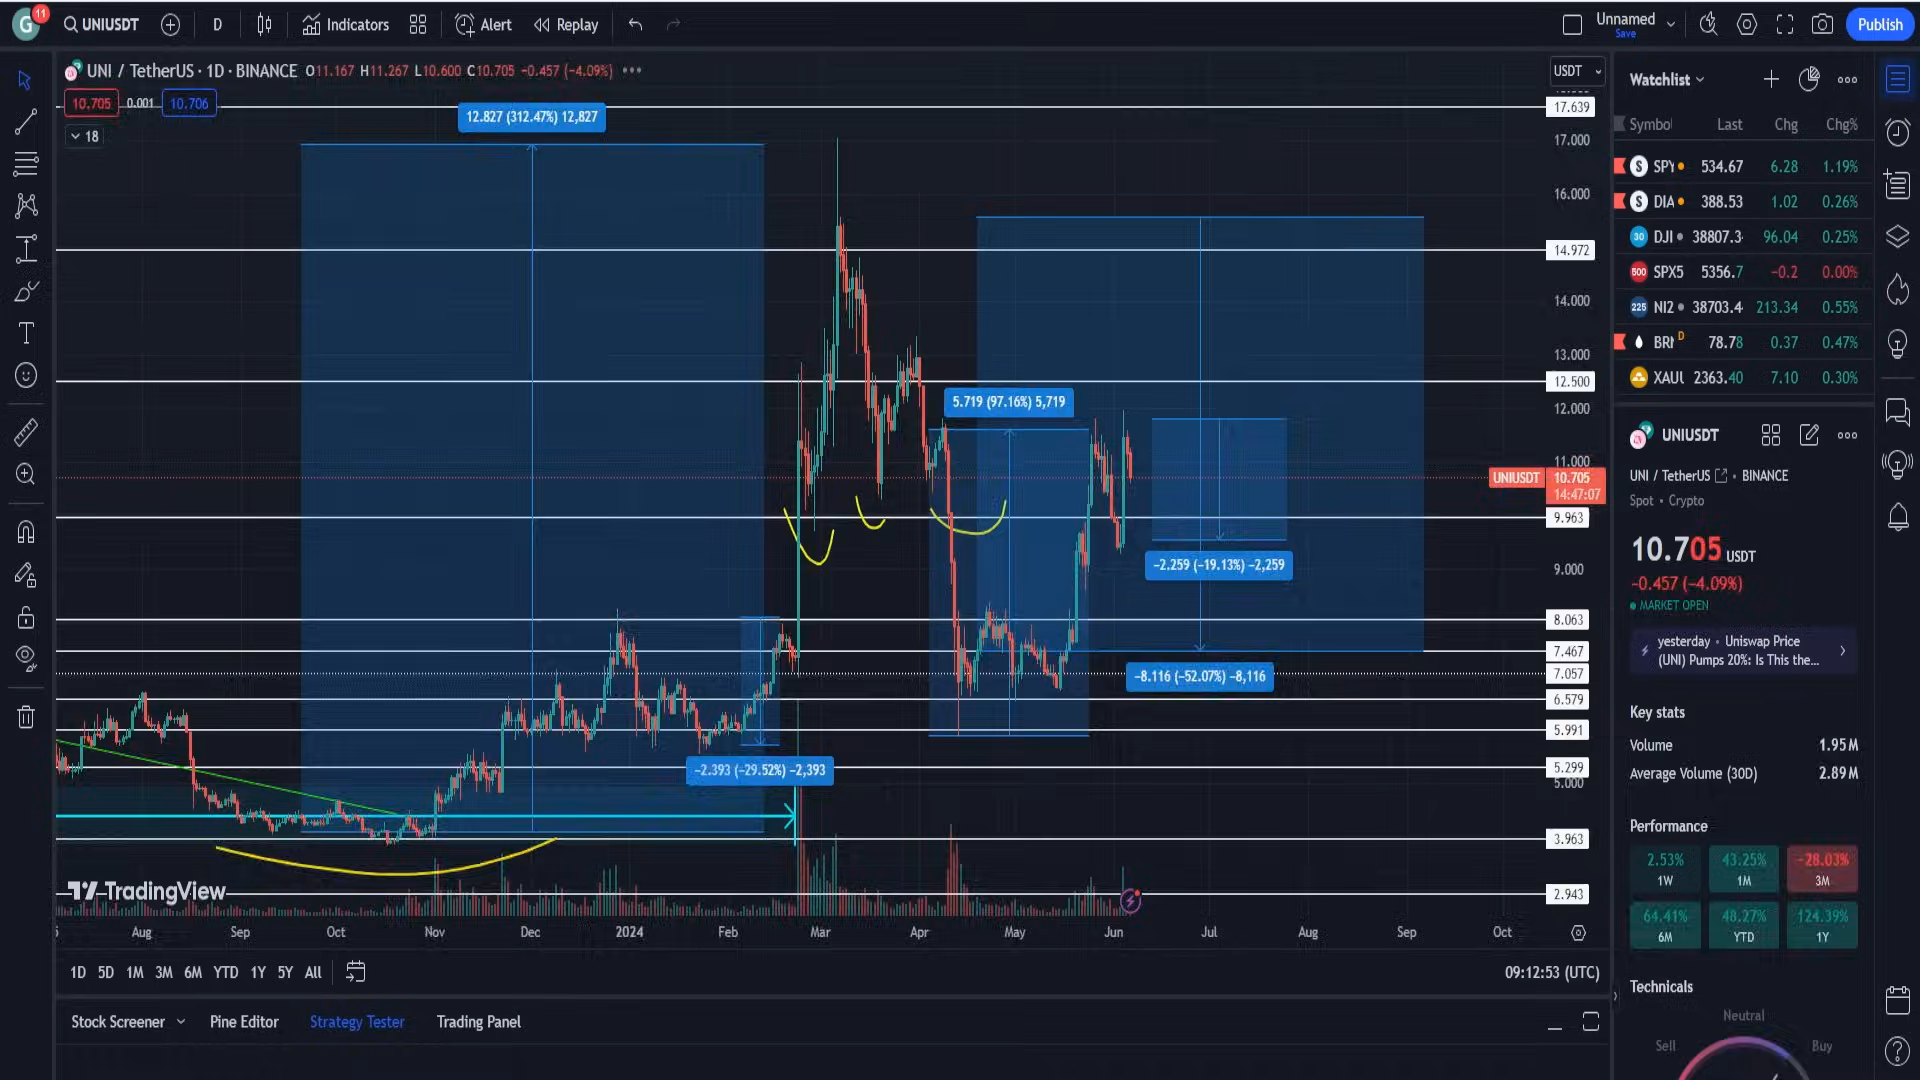 G 11 UNIUSDT D Indicators Alert Replay Unnamed Save Publish
UNI / TetherUS · 1D · BINANCE O11.167 H11.267 L10.600 C10.705 −0.457 (−4.09%)
USDT
10.705 0.001 10.706
18
12.827 (312.47%) 12,827
5.719 (97.16%) 5,719
−2.259 (−19.13%) −2,259
−8.116 (−52.07%) −8,116
−2.393 (−29.52%) −2,393
17.639
17.000
16.000
14.972
14.000
13.000
12.500
12.000
11.000
UNIUSDT 10.705
14:47:07
9.963
9.000
8.063
7.467
7.057
6.579
5.991
5.299
5.000
3.963
2.943
TradingView
Aug Sep Oct Nov Dec 2024 Feb Mar Apr May Jun Jul Aug Sep Oct
1D 5D 1M 3M 6M YTD 1Y 5Y All
09:12:53 (UTC)
Stock Screener Pine Editor Strategy Tester Trading Panel
Watchlist
Symbol Last Chg Chg%
S SPY 534.67 6.28 1.19%
S DIA 388.53 1.02 0.26%
30 DJI 38807.3 96.04 0.25%
500 SPX5 5356.7 −0.2 0.00%
225 NI2 38703.4 213.34 0.55%
D 78.78 0.37 0.47%
XAU 2363.40 7.10 0.30%
UNIUSDT
UNI / TetherUS · BINANCE
Spot • Crypto
10.705 USDT
−0.457 (−4.09%)
MARKET OPEN
yesterday • Uniswap Price
(UNI) Pumps 20%: Is This the...
Key stats
Volume 1.95M
Average Volume (30D) 2.89M
Performance
2.53% 43.25% −28.03%
1W 1M 3M
64.41% 48.27% 124.39%
6M YTD 1Y
Technicals
Neutral
Sell Buy